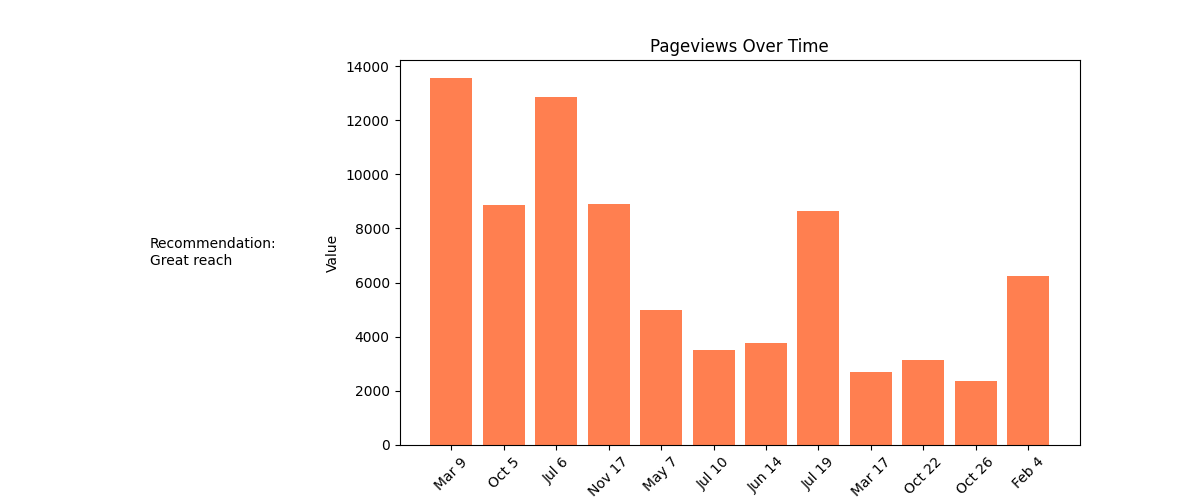 Pageviews Over Time
Recommendation:
Great reach
Value
14000
12000
10000
8000
6000
4000
2000
0
Mar 9
Oct 5
Jul 6
Nov 17
May 7
Jul 10
Jun 14
Jul 19
Mar 17
Oct 22
Oct 26
Feb 4